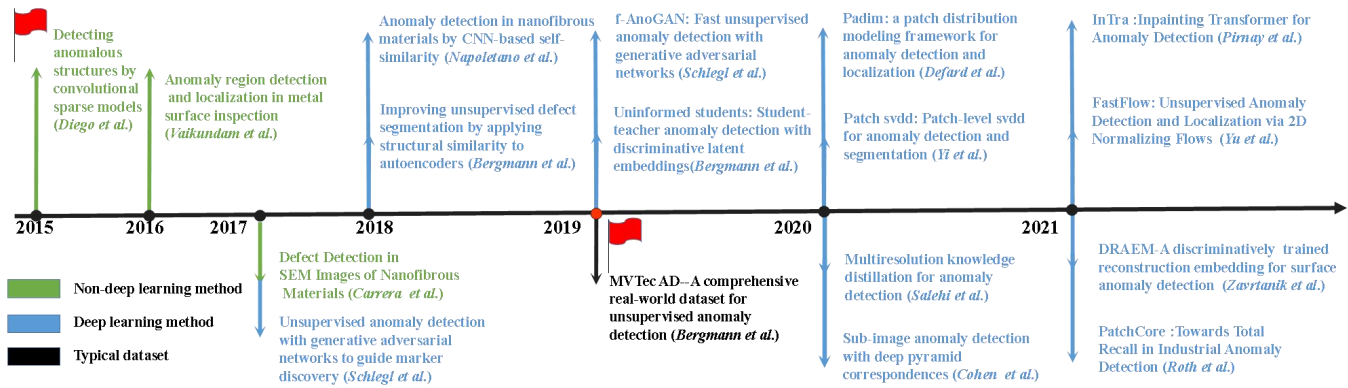 Detecting
anomalous
structures by
convolutional
sparse models
(Diego et al.)
Anomaly region detection
and localization in metal
surface inspection
(Vaikundam et al.)
Anomaly detection in nanofibrous
materials by CNN-based self-
similarity (Napoletano et al.)
Improving unsupervised defect
segmentation by applying
structural similarity to
autoencoders (Bergmann et al.)
f-AnoGAN: Fast unsupervised
anomaly detection with
generative adversarial
networks (Schlegl et al.)
Uninformed students: Student-
teacher anomaly detection with
discriminative latent
embeddings(Bergmann et al.)
Padim: a patch distribution
modeling framework for
anomaly detection and
localization (Defard et al.)
Patch svdd: Patch-level svdd
for anomaly detection and
segmentation (Yi et al.)
InTra :Inpainting Transformer for
Anomaly Detection (Pirnay et al.)
FastFlow: Unsupervised Anomaly
Detection and Localization via 2D
Normalizing Flows (Yu et al.)
2015 2016 2017 2018 2019 2020 2021
Non-deep learning method
Deep learning method
Typical dataset
Defect Detection in
SEM Images of Nanofibrous
Materials (Carrera et al.)
Unsupervised anomaly detection
with generative adversarial
networks to guide marker
discovery (Schlegl et al.)
MVTec AD--A comprehensive
real-world dataset for
unsupervised anomaly
detection (Bergmann et al.)
Multiresolution knowledge
distillation for anomaly
detection (Salehi et al.)
Sub-image anomaly detection
with deep pyramid
correspondences (Cohen et al.)
DRAEM-A discriminatively trained
reconstruction embedding for surface
anomaly detection (Zavrtanik et al.)
PatchCore :Towards Total
Recall in Industrial Anomaly
Detection (Roth et al.)